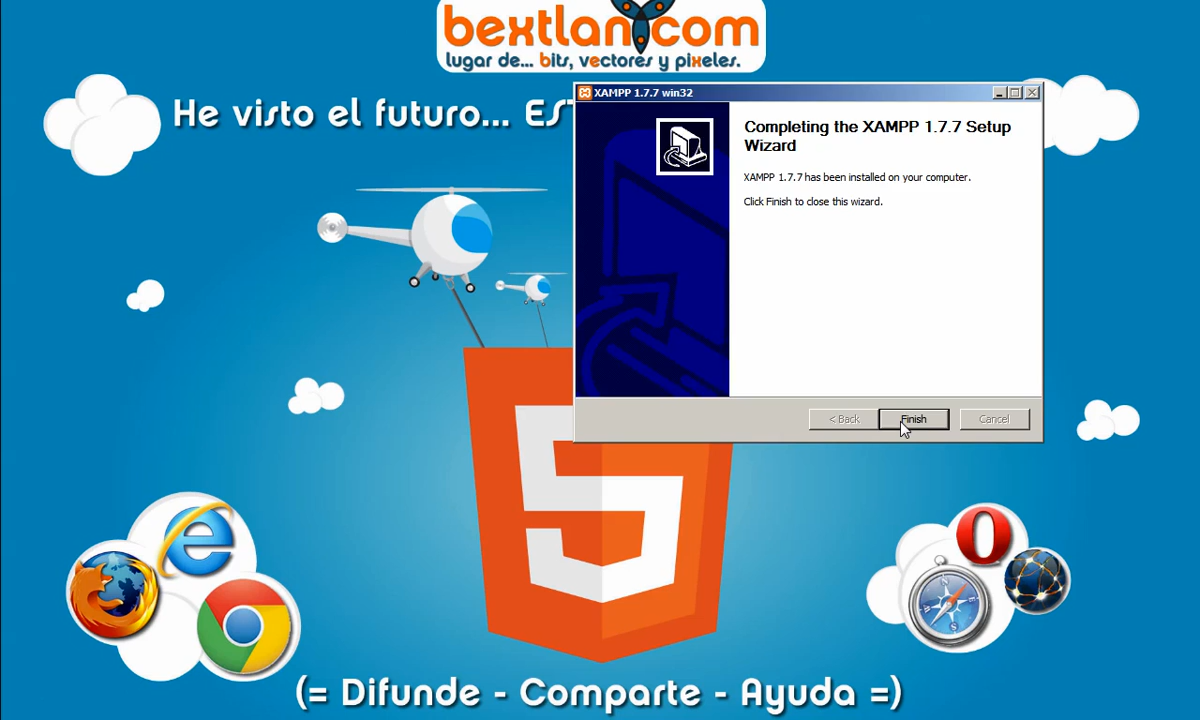 bextlan.com
lugar de... bits, vectores y pixeles.
He visto el futuro... EST
XAMPP 1.7.7 win32
Completing the XAMPP 1.7.7 Setup
Wizard
XAMPP 1.7.7 has been installed on your computer.
Click Finish to close this wizard.
< Back
Finish
Cancel
(= Difunde - Comparte - Ayuda =)